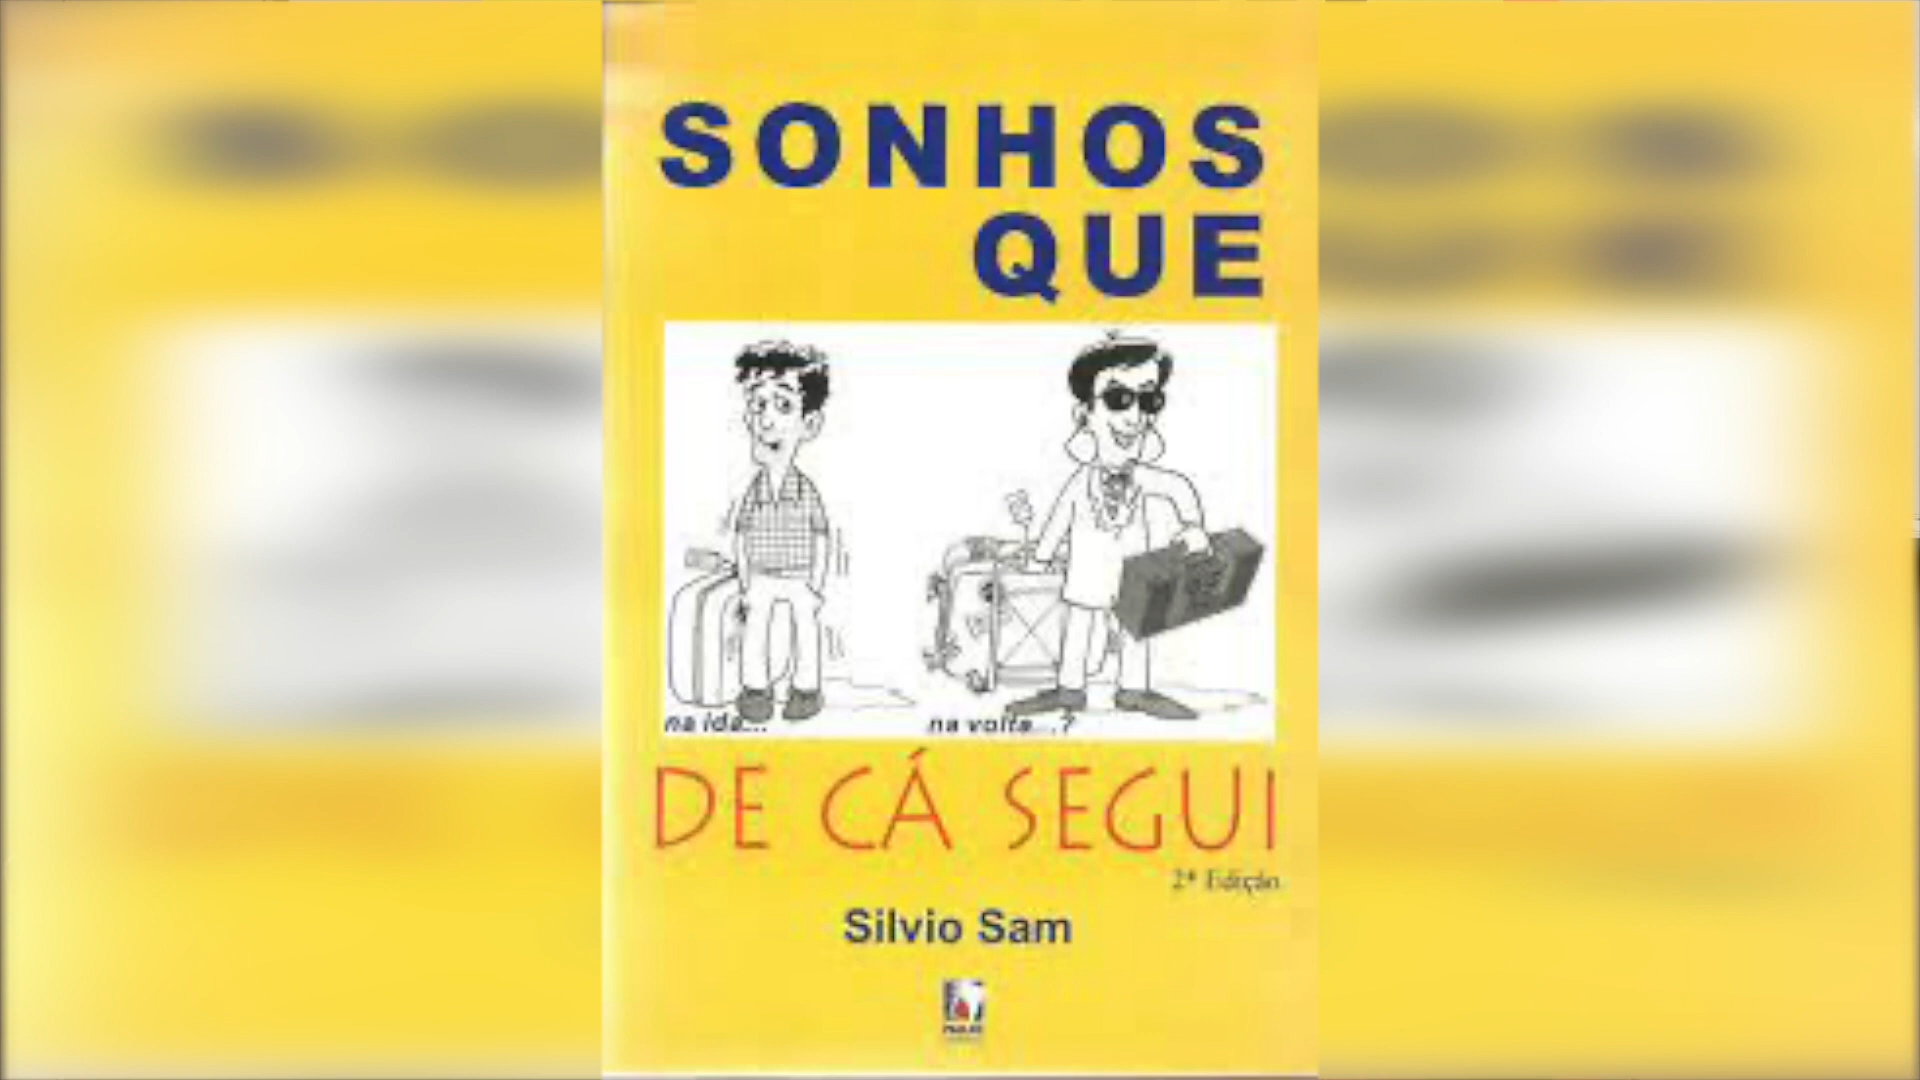 SONHOS
QUE
na ida...
na volta...?
DE CÁ SEGUI
2ª Edição
Silvio Sam